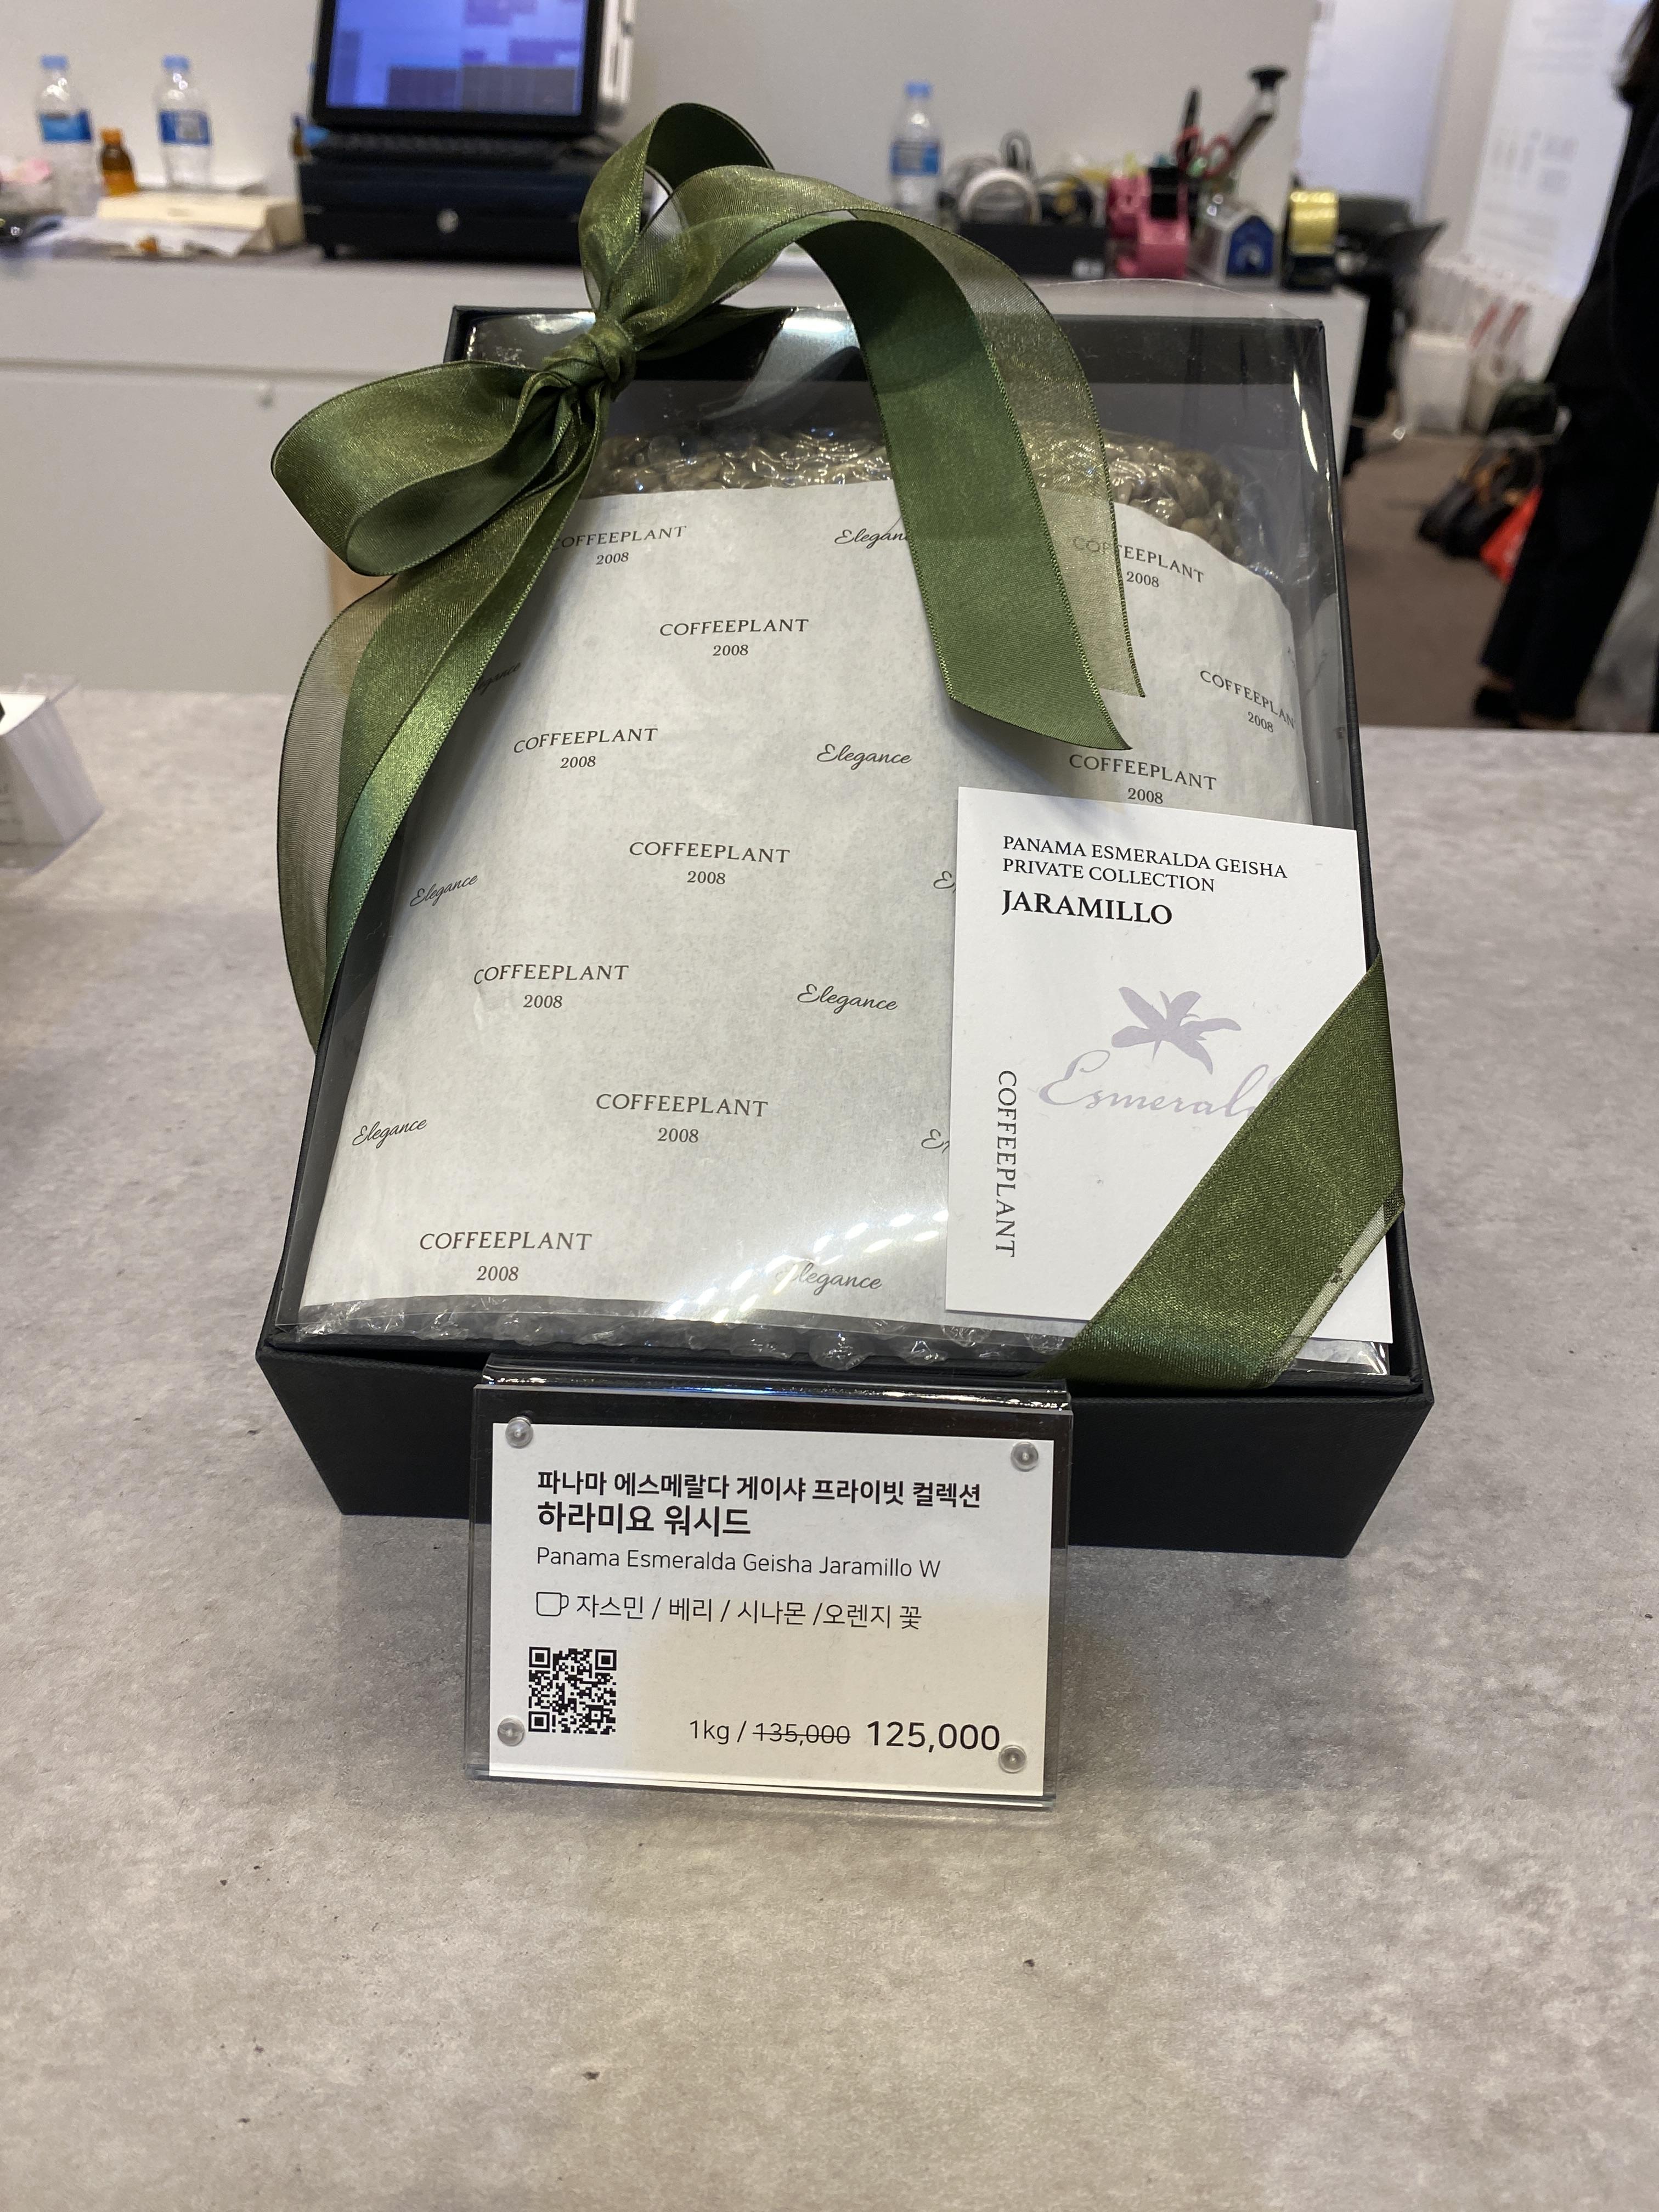 COFFEEPLANT
2008
COFFEEPLANT
2008
COFFEEPLANT
2008
COFFEEPLANT
2008
Elegance
COFFEEPLANT
2008
COFFEEPLANT
2008
Elegance
COFFEEPLANT
2008
Elegance
COFFEEPLANT
2008
Elegance
COFFEEPLANT
2008
Elegance
COFFEEPLANT
2008
Elegance
PANAMA ESMERALDA GEISHA
PRIVATE COLLECTION
JARAMILLO
COFFEEPLANT
파나마 에스메랄다 게이샤 프라이빗 컬렉션
하라미요 워시드
Panama Esmeralda Geisha Jaramillo W
자스민 / 베리 / 시나몬 /오렌지 꽃
1kg / 135,000 125,000